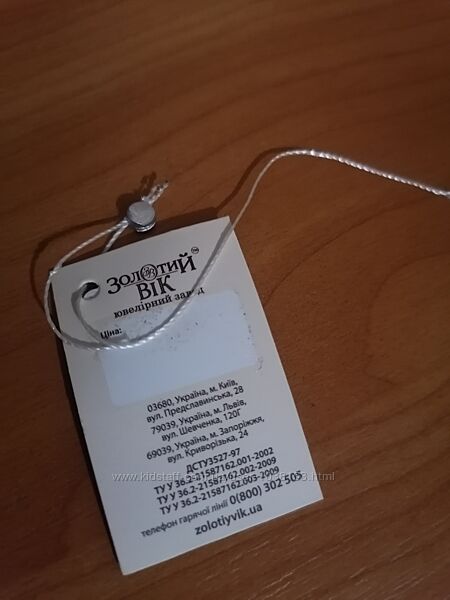 ЗОЛОТИЙ™
ВІК
ювелірний завод
Ціна:
03680, Україна, м. Київ,
вул. Предславинська, 28
79039, Україна, м. Львів,
вул. Шевченка, 120Г
69039, Україна, м. Запоріжжя,
вул. Криворізька, 24
ДСТУ3527-97
ТУ У 36.2-21587162.001-2002
ТУ У 36.2-21587162.002-2009
ТУ У 36.2-21587162.003-2009
телефон гарячої лінії 0(800) 302 505
zolotiyvik.ua